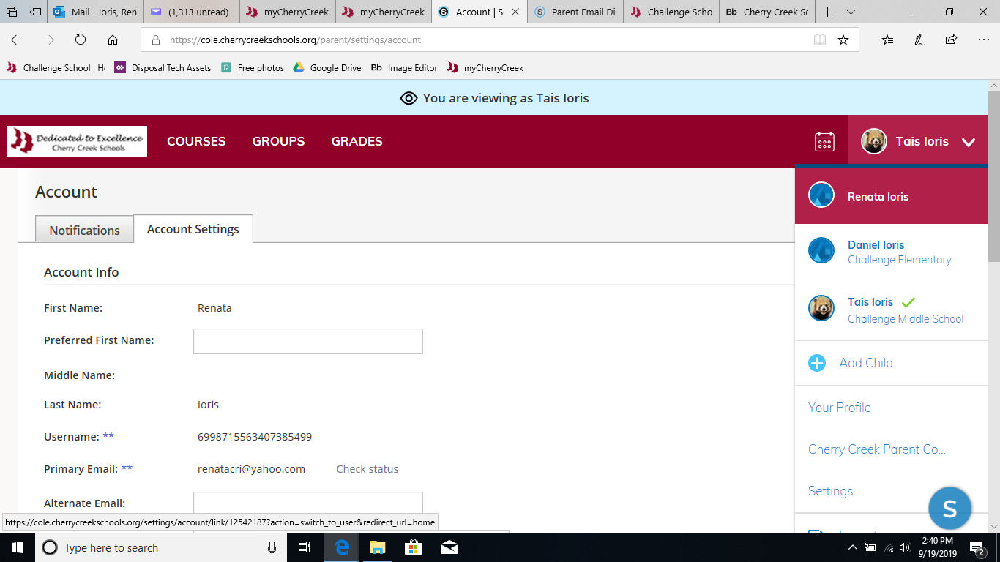 Mail - Ioris, Ren
(1,313 unread) -
myCherryCreek
myCherryCreek
Account | S
Parent Email Di
Challenge Scho
Bb Cherry Creek Sc
https://cole.cherrycreekschools.org/parent/settings/account
Challenge School Ho
Disposal Tech Assets
Free photos
Google Drive
Bb Image Editor
myCherryCreek
You are viewing as Tais Ioris
Dedicated to Excellence
Cherry Creek Schools
COURSES
GROUPS
GRADES
Tais Ioris
Account
Renata Ioris
Notifications
Account Settings
Daniel Ioris
Challenge Elementary
Account Info
Tais Ioris
Challenge Middle School
First Name: Renata
Preferred First Name:
Add Child
Middle Name:
Last Name: Ioris
Your Profile
Username: ** 6998715563407385499
Cherry Creek Parent Co...
Primary Email: ** renatacri@yahoo.com Check status
Settings
Alternate Email:
S
https://cole.cherrycreekschools.org/settings/account/link/12542187?action=switch_to_user&redirect_url=home
Type here to search
2:40 PM
9/19/2019
2